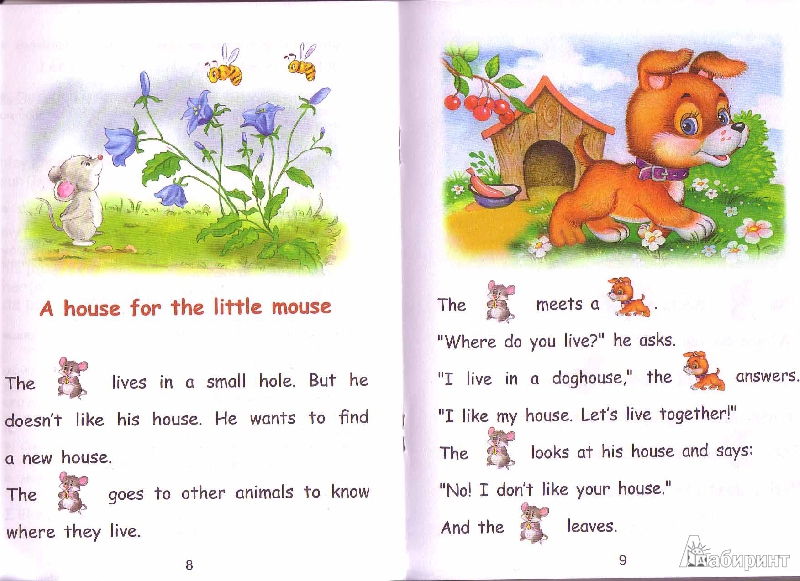 A house for the little mouse
The lives in a small hole. But he
doesn't like his house. He wants to find
a new house.
The goes to other animals to know
where they live.
8
The meets a .
"Where do you live?" he asks.
"I live in a doghouse," the answers.
"I like my house. Let's live together!"
The looks at his house and says:
"No! I don't like your house."
And the leaves.
9
Лабиринт